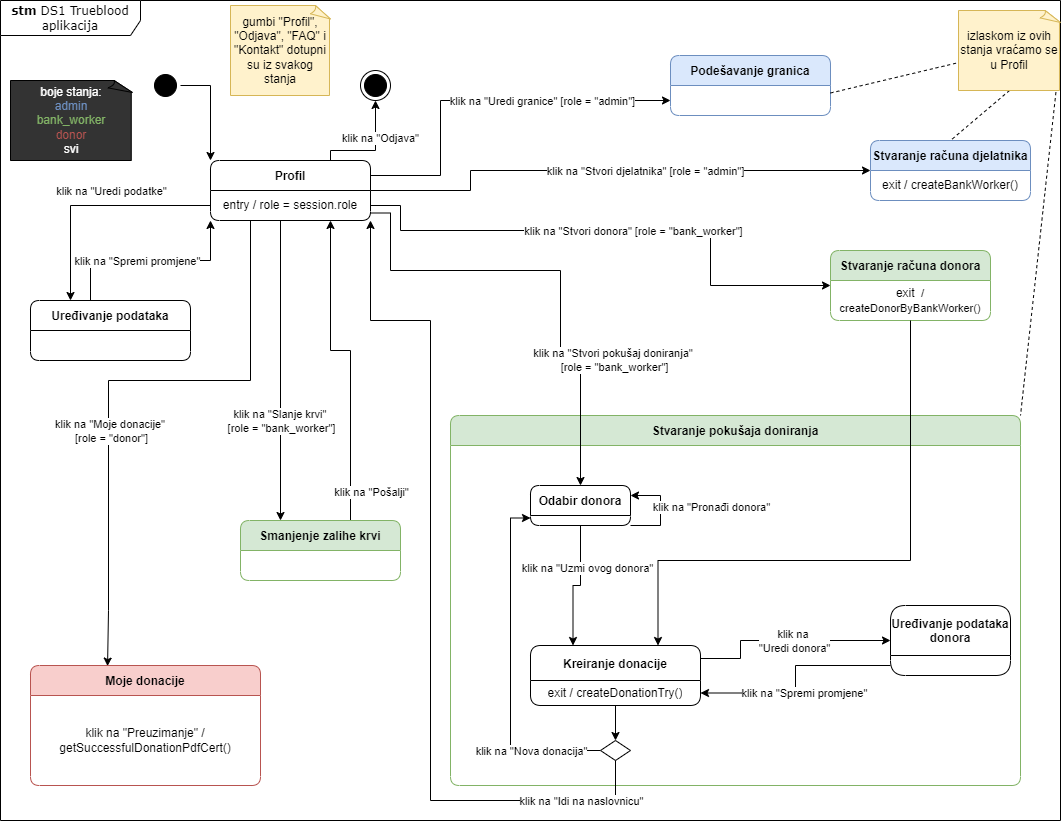 stm DS1 Trueblood
aplikacija
gumbi "Profil",
"Odjava", "FAQ" i
"Kontakt" dotupni
su iz svakog
stanja
izlaskom iz ovih
stanja vraćamo se
u Profil
boje stanja:
admin
bank_worker
donor
svi
Podešavanje granica
klik na "Uredi granice" [role = "admin"]
klik na "Odjava"
Stvaranje računa djelatnika
exit / createBankWorker()
Profil
entry / role = session.role
klik na "Stvori djelatnika" [role = "admin"]
klik na "Uredi podatke"
klik na "Stvori donora" [role = "bank_worker"]
klik na "Spremi promjene"
Stvaranje računa donora
exit /
createDonorByBankWorker()
Uređivanje podataka
klik na "Stvori pokušaj doniranja"
[role = "bank_worker"]
klik na "Moje donacije"
[role = "donor"]
klik na "Slanje krvi"
[role = "bank_worker"]
Stvaranje pokušaja doniranja
klik na "Pošalji"
Odabir donora
klik na "Pronađi donora"
Smanjenje zalihe krvi
klik na "Uzmi ovog donora"
Uređivanje podataka
donora
klik na
"Uredi donora"
Kreiranje donacije
exit / createDonationTry()
klik na "Spremi promjene"
Moje donacije
klik na "Preuzimanje" /
getSuccessfulDonationPdfCert()
klik na "Nova donacija"
klik na "Idi na naslovnicu"